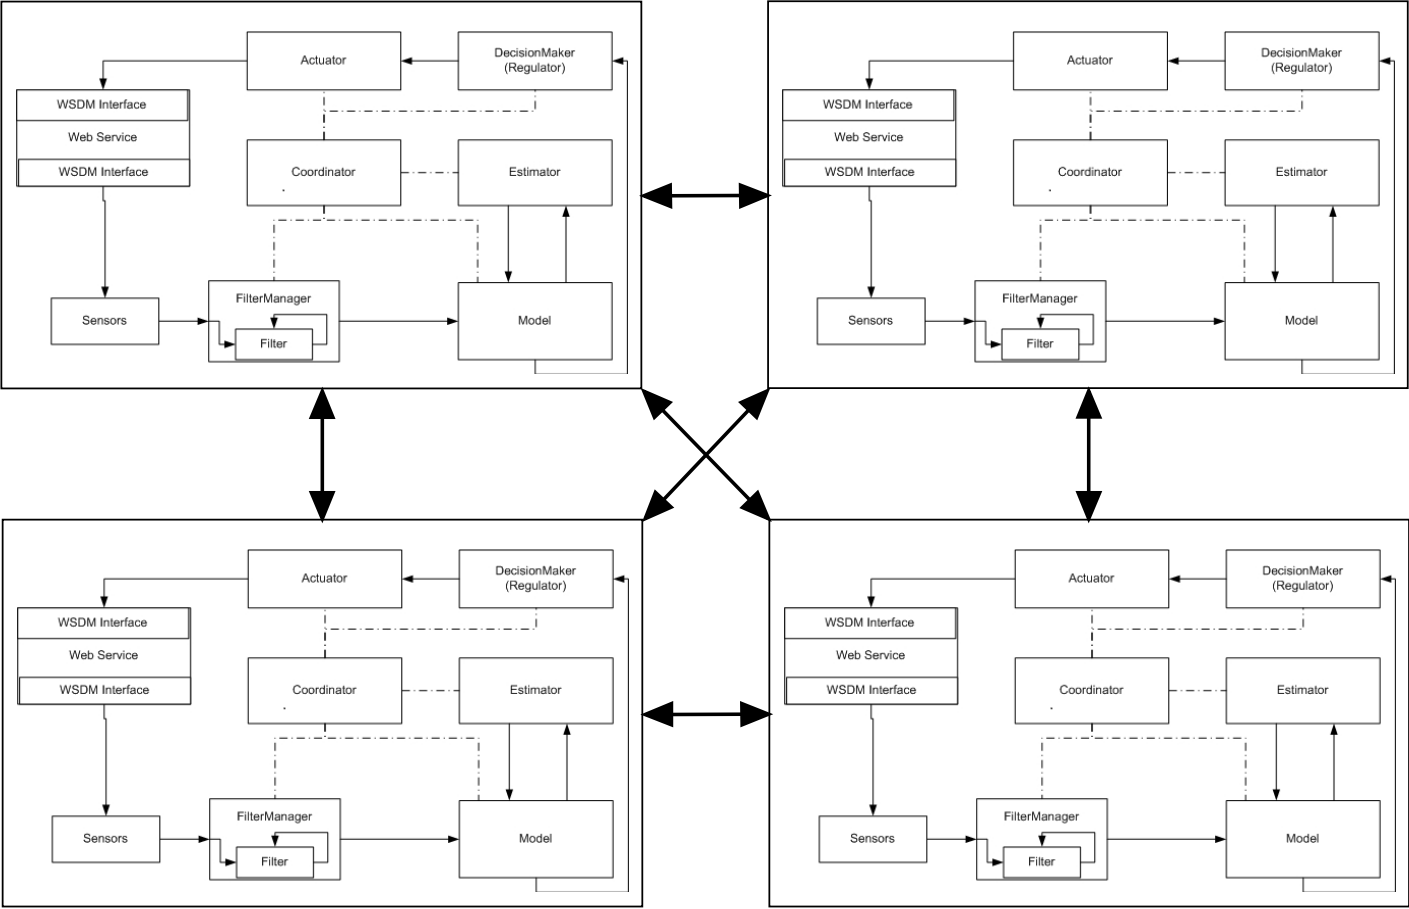 Actuator
DecisionMaker
(Regulator)
WSDM Interface
Web Service
WSDM Interface
Coordinator
Estimator
Sensors
FilterManager
Filter
Model
Actuator
DecisionMaker
(Regulator)
WSDM Interface
Web Service
WSDM Interface
Coordinator
Estimator
Sensors
FilterManager
Filter
Model
Actuator
DecisionMaker
(Regulator)
WSDM Interface
Web Service
WSDM Interface
Coordinator
Estimator
Sensors
FilterManager
Filter
Model
Actuator
DecisionMaker
(Regulator)
WSDM Interface
Web Service
WSDM Interface
Coordinator
Estimator
Sensors
FilterManager
Filter
Model